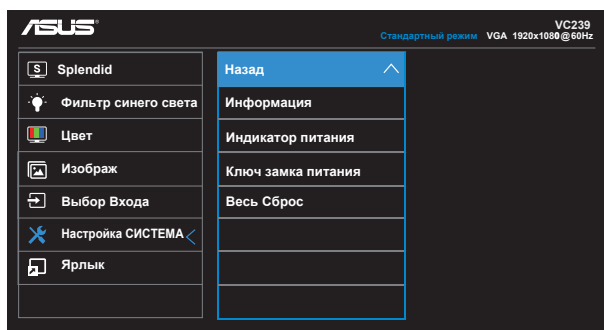 ASUS
VC239
Стандартный режим VGA 1920x1080@60Hz
S Splendid
Фильтр синего света
Цвет
Изображ
Выбор Входа
Настройка СИСТЕМА
Ярлык
Назад
Информация
Индикатор питания
Ключ замка питания
Весь Сброс